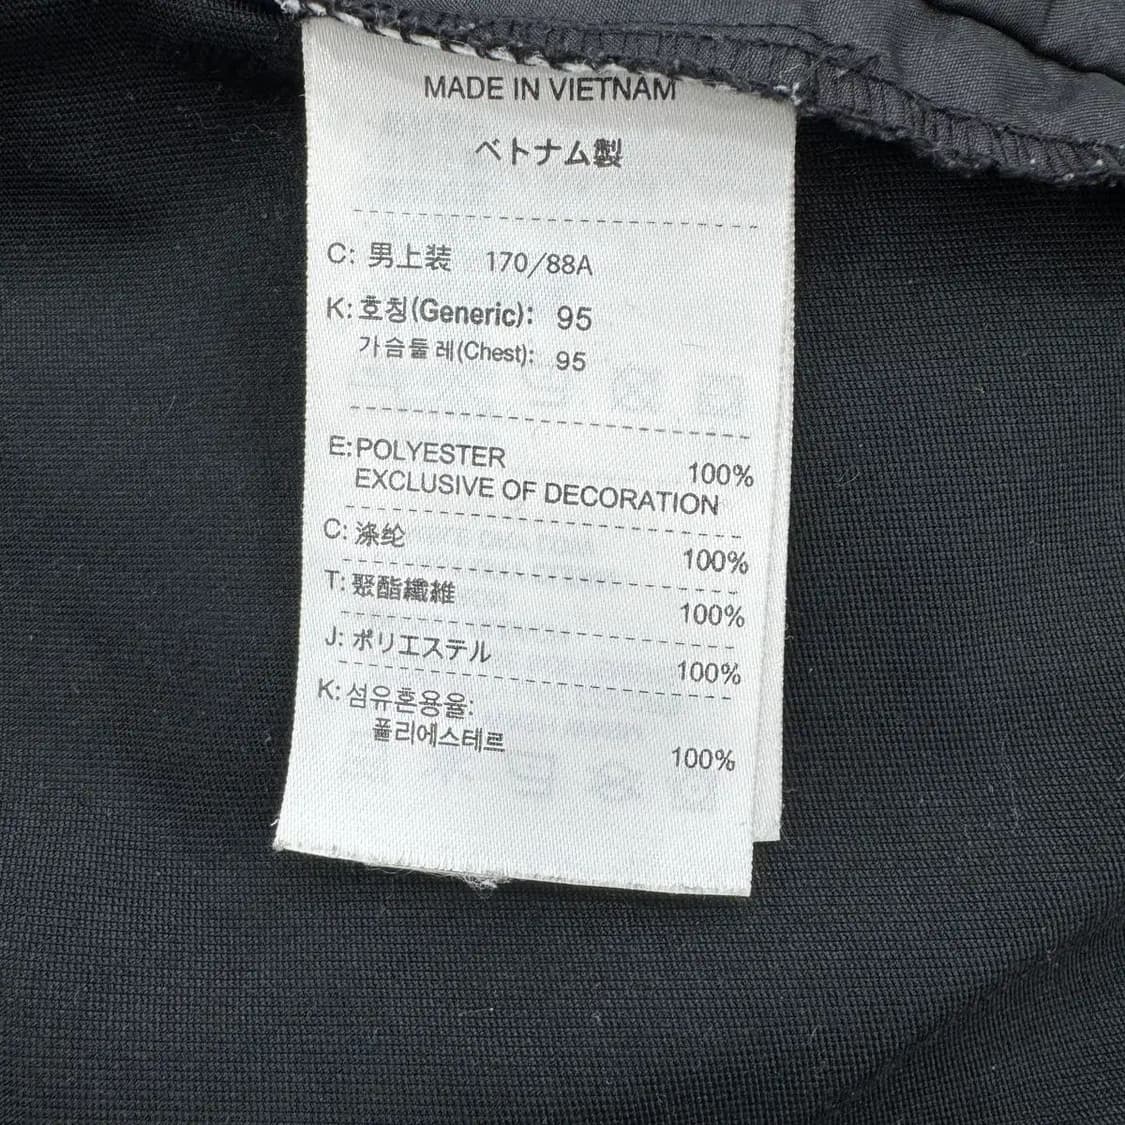 MADE IN VIETNAM
ベトナム製
C: 男上装 170/88A
K: 호칭(Generic): 95
가슴둘레(Chest): 95
E: POLYESTER 100%
EXCLUSIVE OF DECORATION
C: 涤纶 100%
T: 聚酯纖維 100%
J: ポリエステル 100%
K: 섬유혼용율:
폴리에스테르 100%